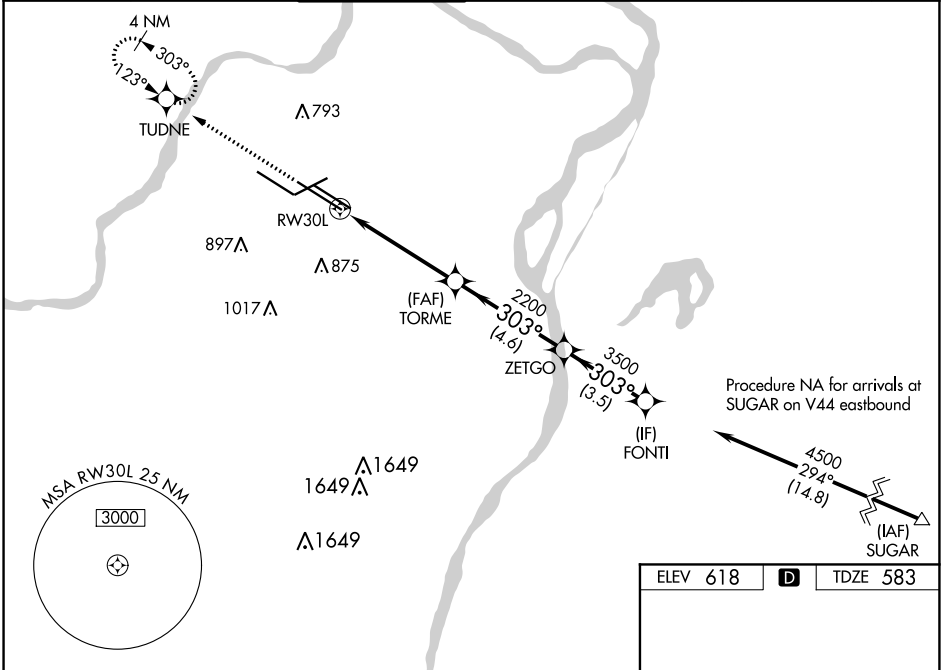 4 NM
303°
123°
TUDNE
793
RW30L
897
875
1017
(FAF)
TORME
2200
303°
(4.6)
ZETGO
3500
303°
(3.5)
(IF)
FONTI
Procedure NA for arrivals at
SUGAR on V44 eastbound
4500
294°
(14.8)
(IAF)
SUGAR
1649
1649
1649
MSA RW30L 25 NM
3000
ELEV 618
D
TDZE 583